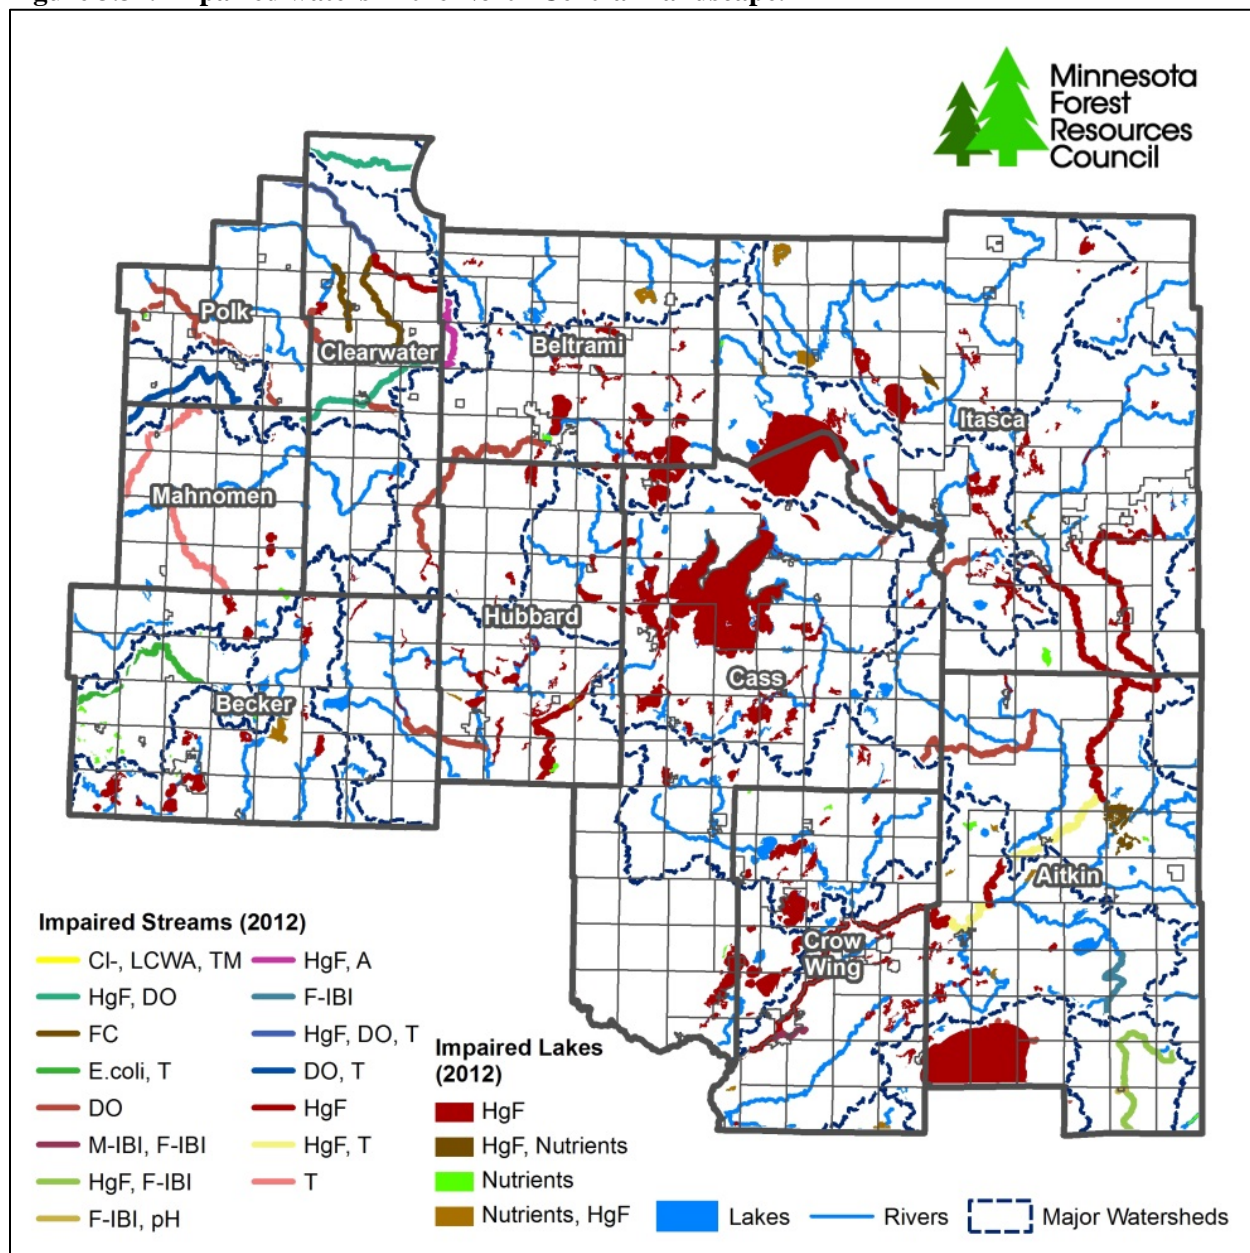 Minnesota
Forest
Resources
Council
Polk
Clearwater
Beltrami
Itasca
Mahnomen
Hubbard
Cass
Becker
Aitkin
Crow
Wing
Impaired Streams (2012)
Cl-, LCWA, TM
HgF, DO
FC
E.coli, T
DO
M-IBI, F-IBI
HgF, F-IBI
F-IBI, pH
HgF, A
F-IBI
HgF, DO, T
DO, T
HgF
HgF, T
T
Impaired Lakes
(2012)
HgF
HgF, Nutrients
Nutrients
Nutrients, HgF
Lakes
Rivers
Major Watersheds